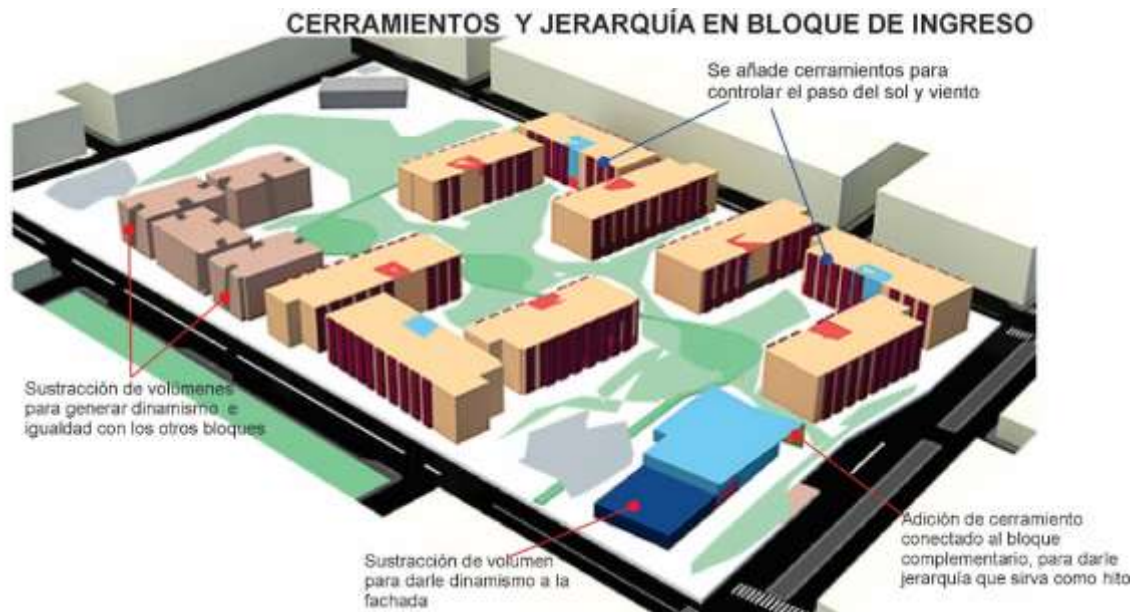 CERRAMIENTOS Y JERARQUÍA EN BLOQUE DE INGRESO
Se añade cerramientos para
controlar el paso del sol y viento
Sustracción de volúmenes
para generar dinamismo e
igualdad con los otros bloques
Sustracción de volúmen
para darle dinamismo a la
fachada
Adición de cerramiento
conectado al bloque
complementario, para darle
jerarquía que sirva como hito